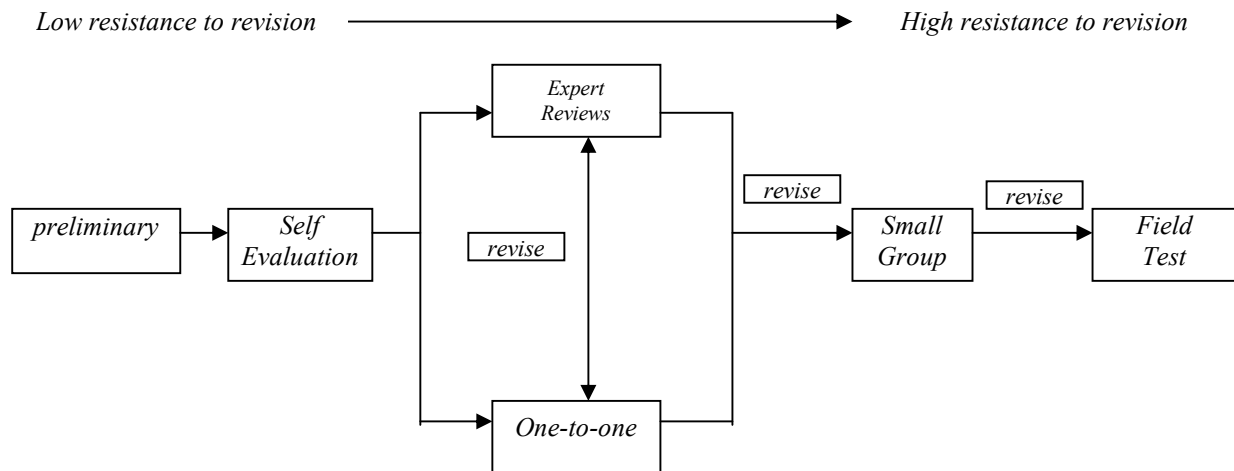 Low resistance to revision
High resistance to revision
Expert
Reviews
revise
revise
preliminary
Self
Evaluation
revise
Small
Group
Field
Test
One-to-one